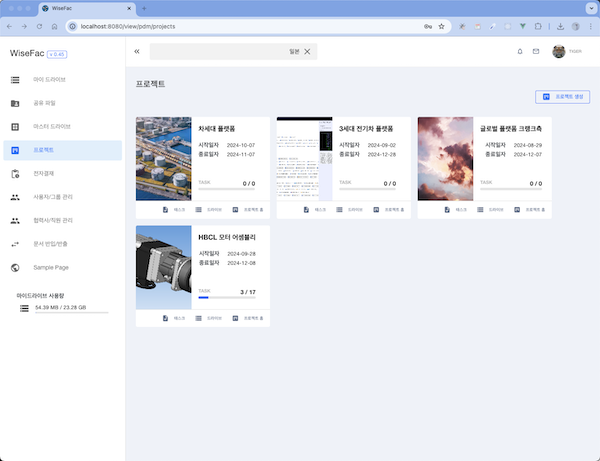 WiseFac
localhost:8080/view/pdm/projects
WiseFac v 0.45
일본
TIGER
마이 드라이브
공유 파일
마스터 드라이브
프로젝트
전자결재
사용자/그룹 관리
협력사/직원 관리
문서 반입/반출
Sample Page
마이드라이브 사용량
54.39 MB / 23.28 GB
프로젝트
프로젝트 생성
차세대 플랫폼
시작일자 2024-10-07
종료일자 2024-11-07
TASK 0 / 0
태스크 드라이브 프로젝트 홈
3세대 전기차 플랫폼
시작일자 2024-09-02
종료일자 2024-12-28
TASK 0 / 0
태스크 드라이브 프로젝트 홈
글로벌 플랫폼 크랭크축
시작일자 2024-08-29
종료일자 2024-12-07
TASK 0 / 0
태스크 드라이브 프로젝트 홈
HBCL 모터 어셈블리
시작일자 2024-09-28
종료일자 2024-12-08
TASK 3 / 17
태스크 드라이브 프로젝트 홈